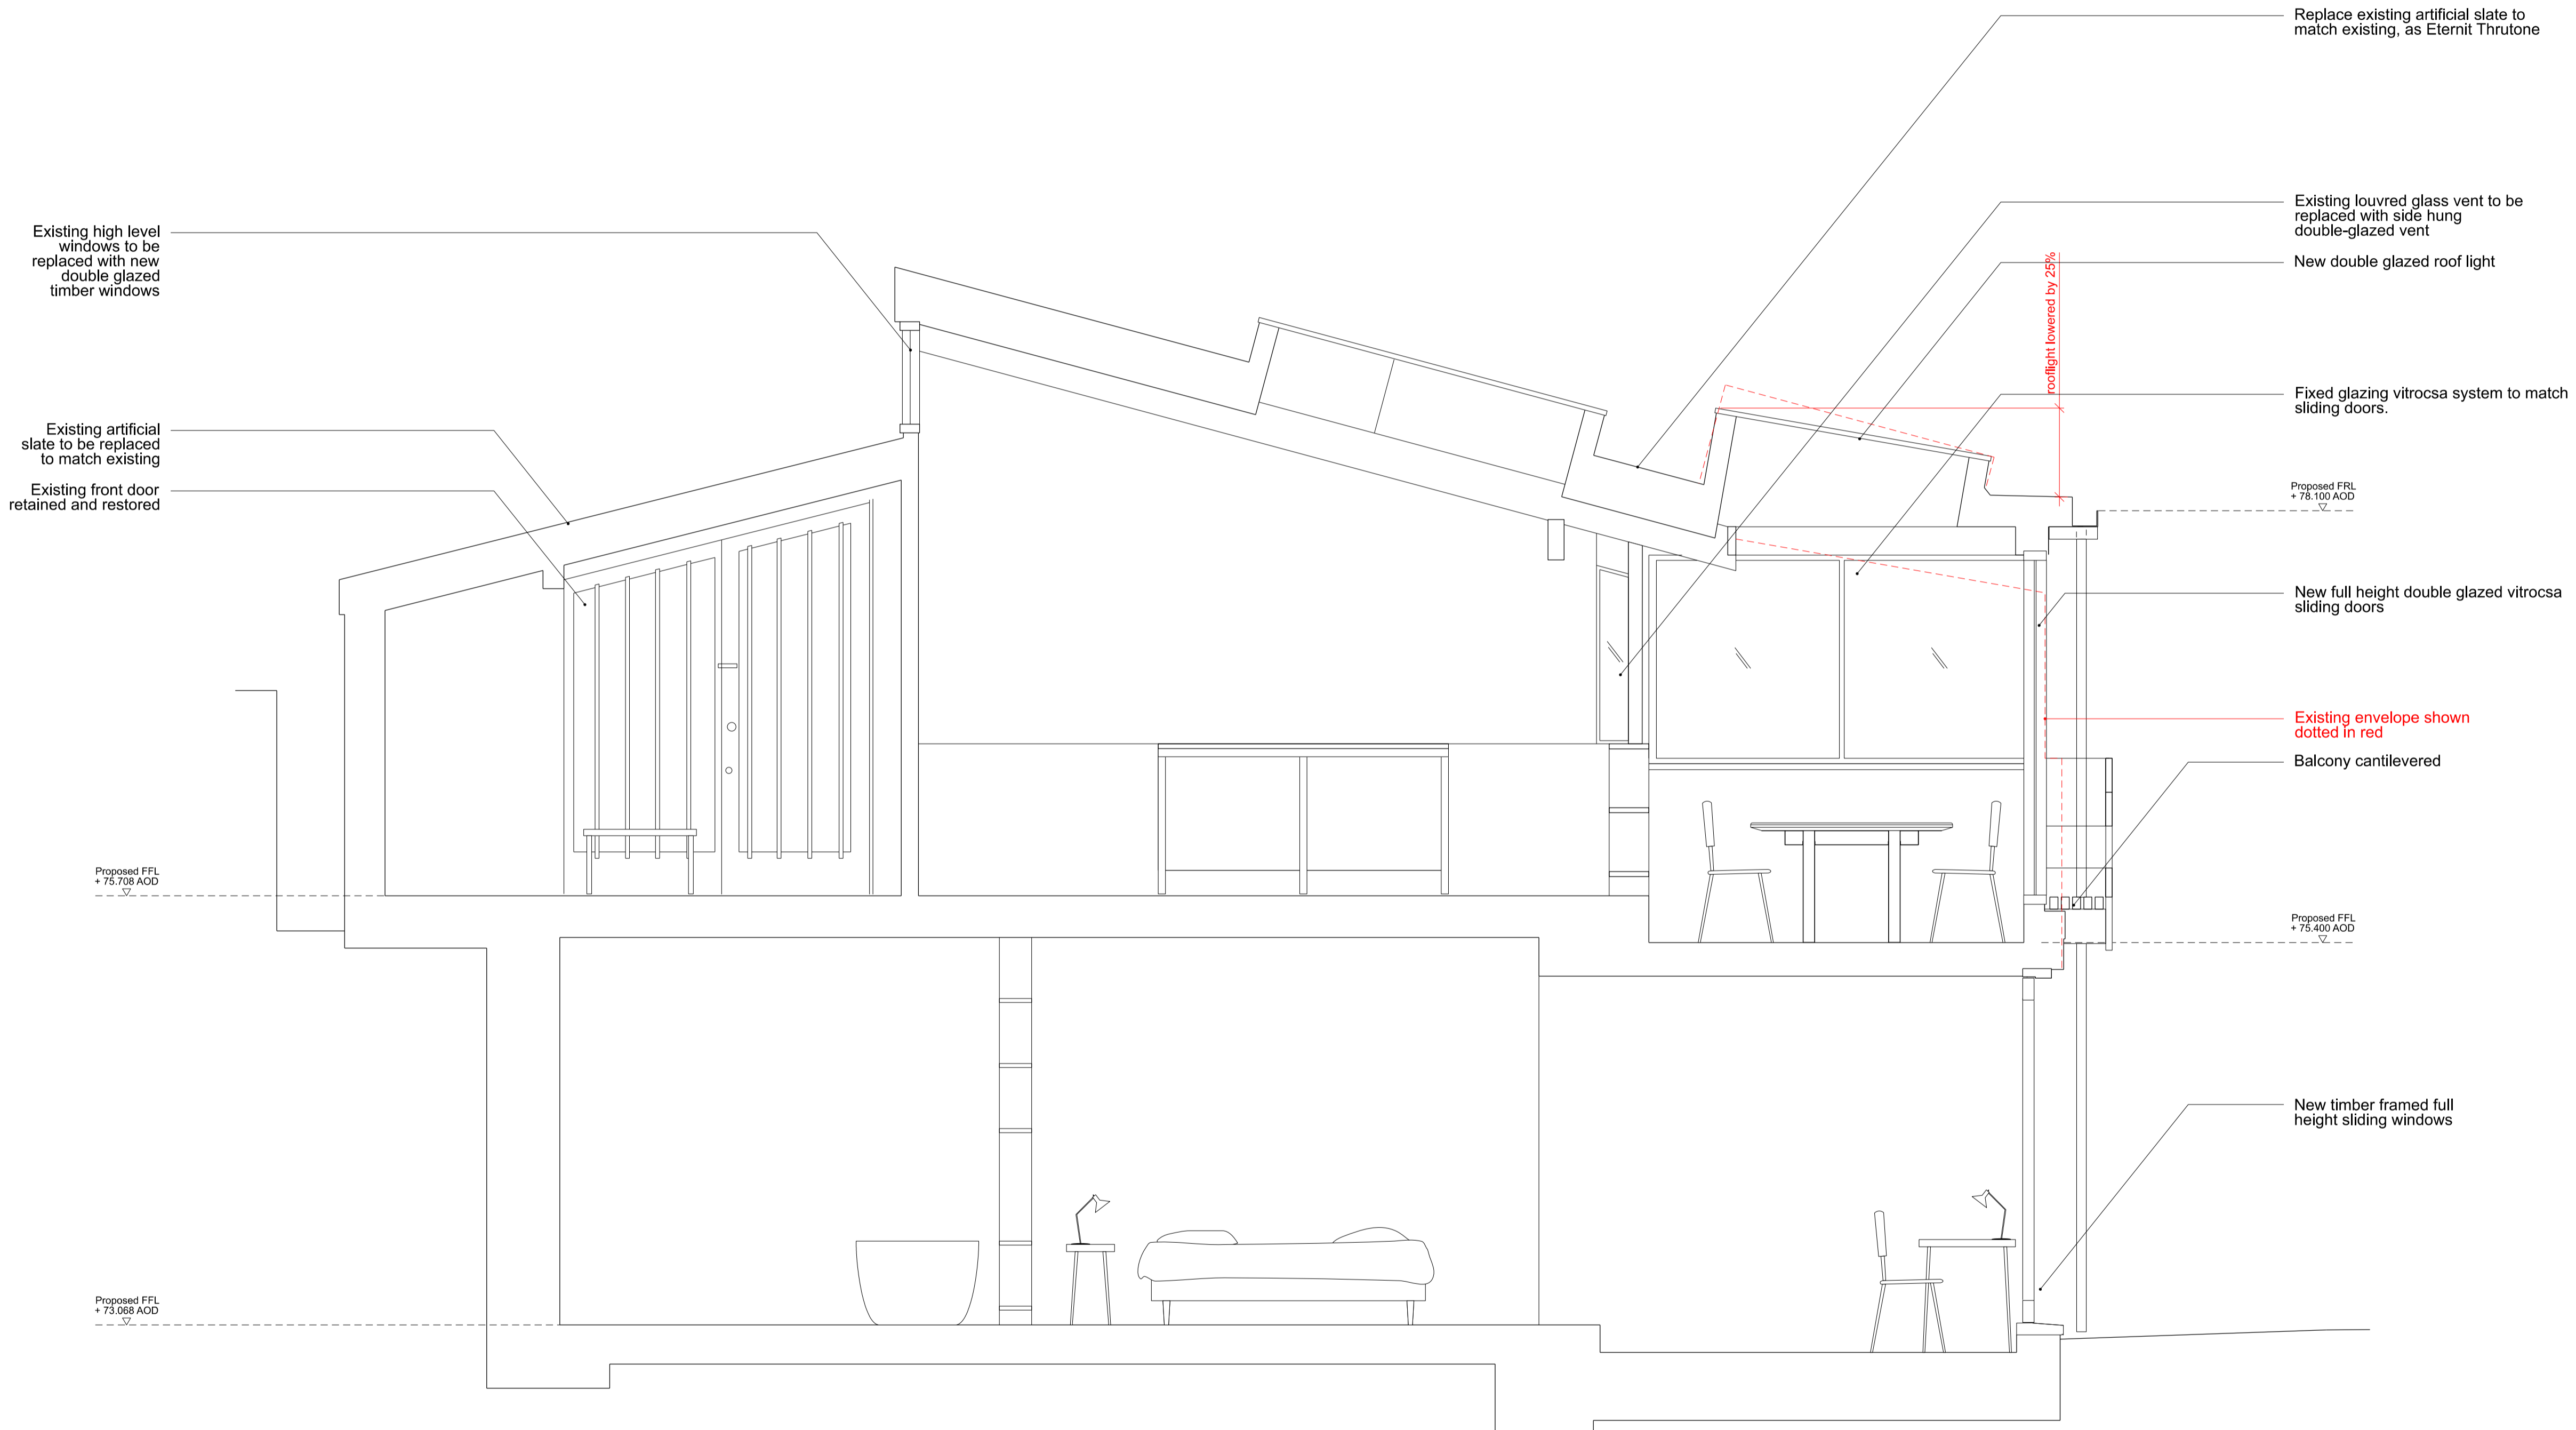 Replace existing artificial slate to
match existing, as Eternit Thrutone
Existing louvred glass vent to be
replaced with side hung
double-glazed vent
New double glazed roof light
Existing high level
windows to be
replaced with new
double glazed
timber windows
rooflight lowered by 25%
Fixed glazing vitrocsa system to match
sliding doors.
Existing artificial
slate to be replaced
to match existing
Existing front door
retained and restored
Proposed FRL
+ 78.100 AOD
New full height double glazed vitrocsa
sliding doors
Existing envelope shown
dotted in red
Balcony cantilevered
Proposed FFL
+ 75.708 AOD
Proposed FFL
+ 75.400 AOD
New timber framed full
height sliding windows
Proposed FFL
+ 73.068 AOD